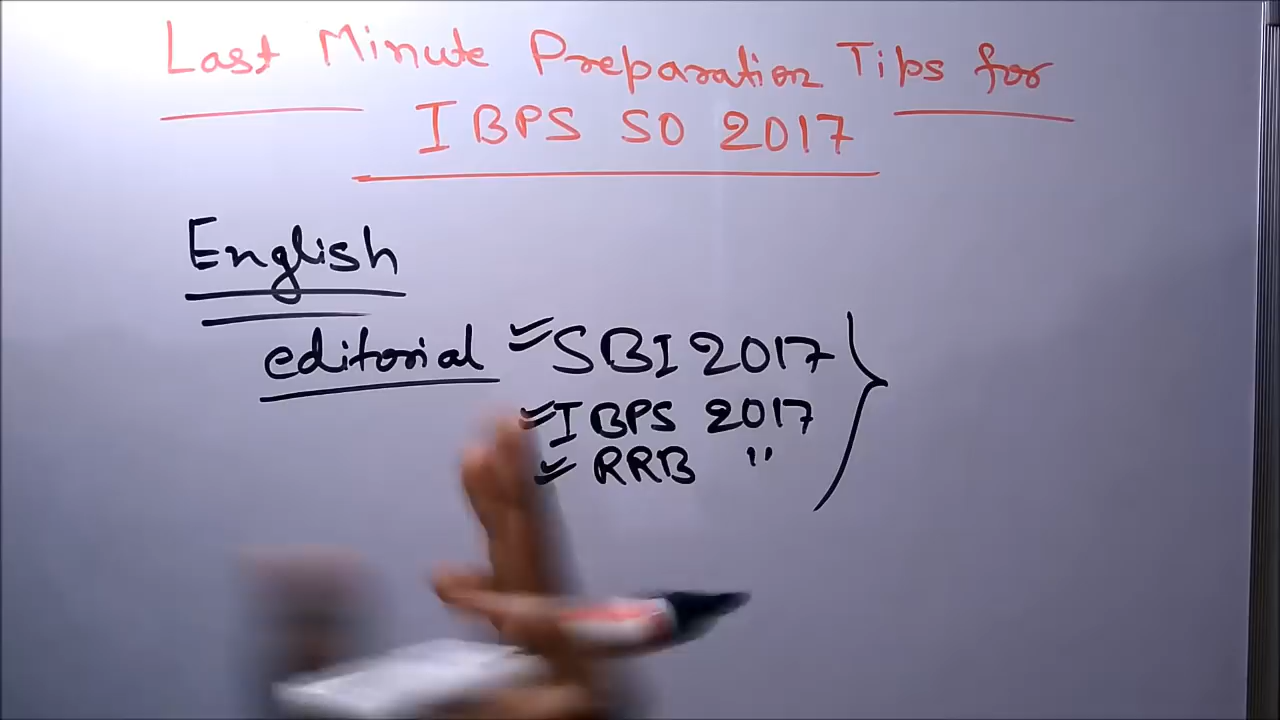 Last Minute Preparation Tips for
IBPS SO 2017
English
editorial SBI 2017
IBPS 2017
RRB "